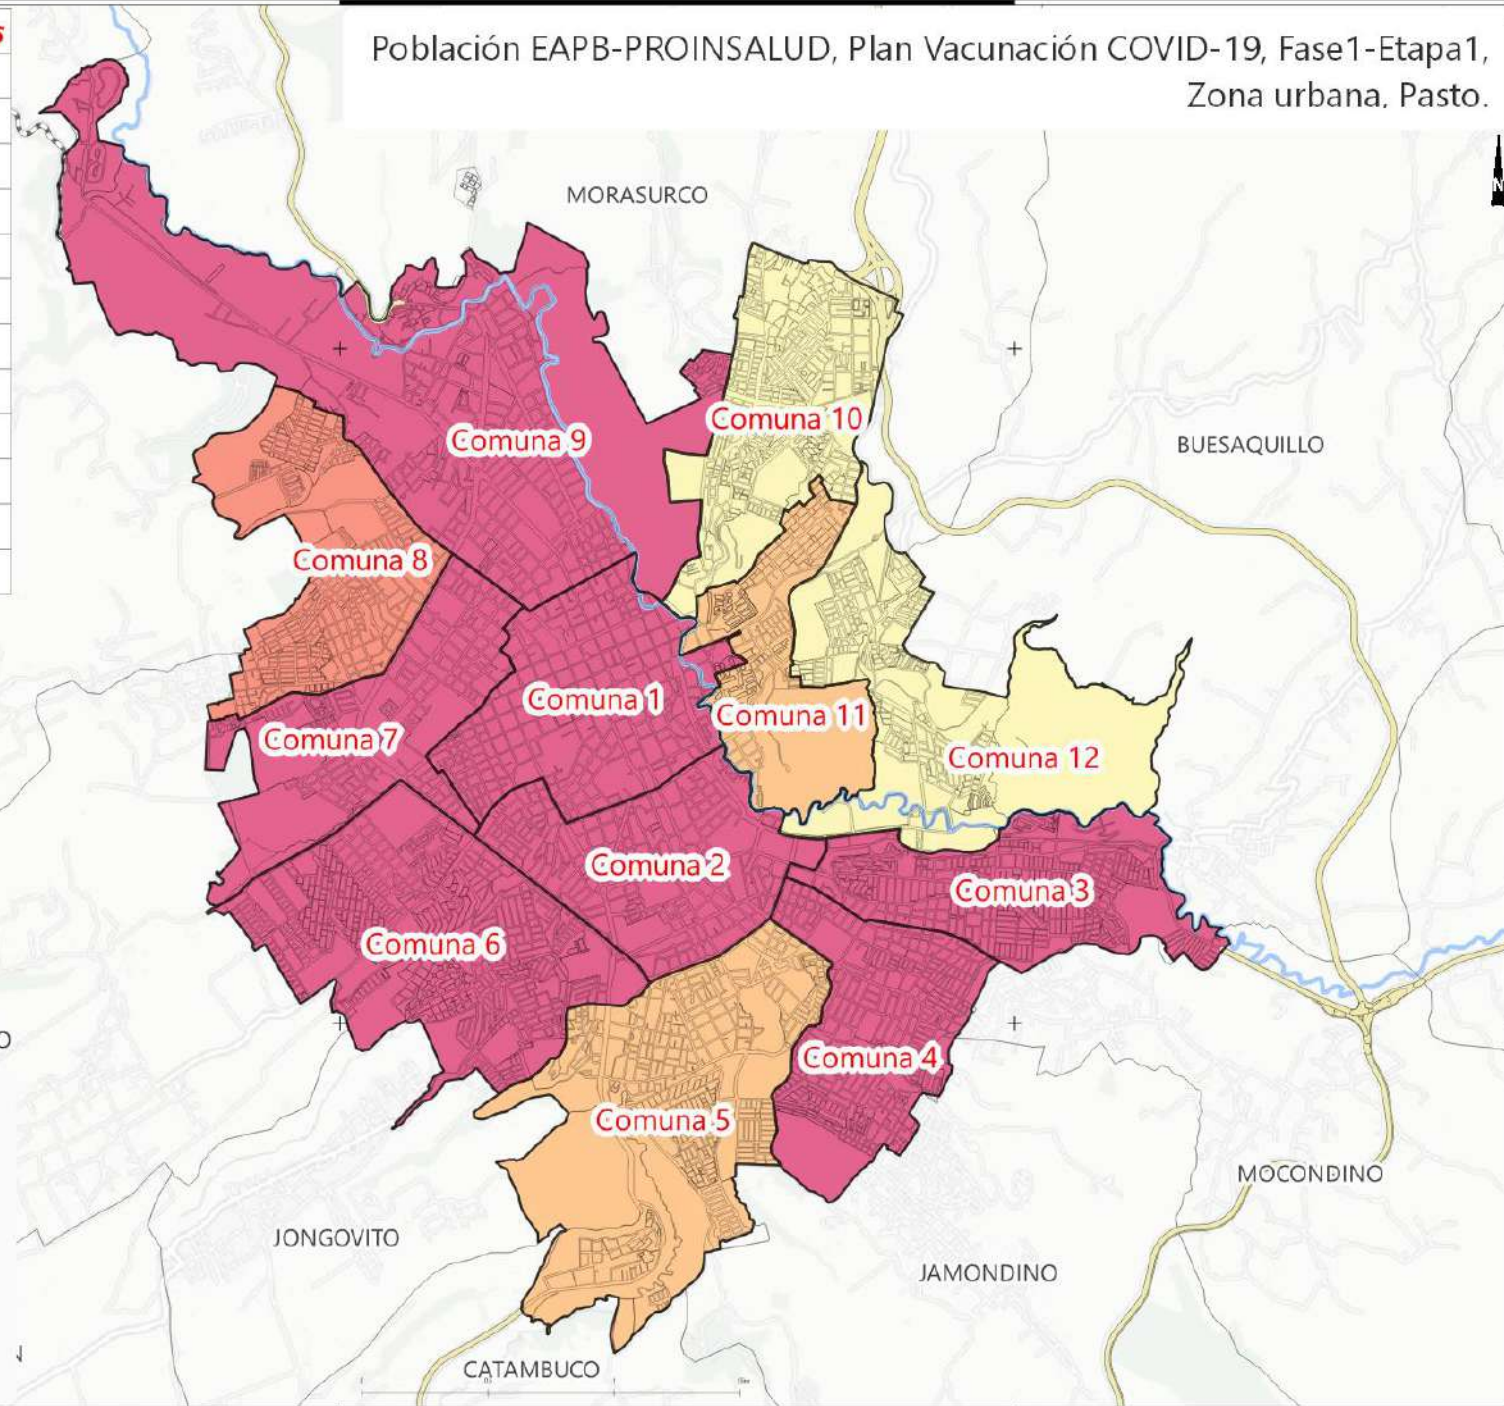 Población EAPB-PROINSALUD, Plan Vacunación COVID-19, Fase1-Etapa1,
Zona urbana, Pasto.
N
MORASURCO
Comuna 10
Comuna 9
BUESAQUILLO
Comuna 8
Comuna 1
Comuna 11
Comuna 7
Comuna 12
Comuna 2
Comuna 3
Comuna 6
Comuna 4
Comuna 5
MOCONDINO
JONGOVITO
JAMONDINO
CATAMBUCO